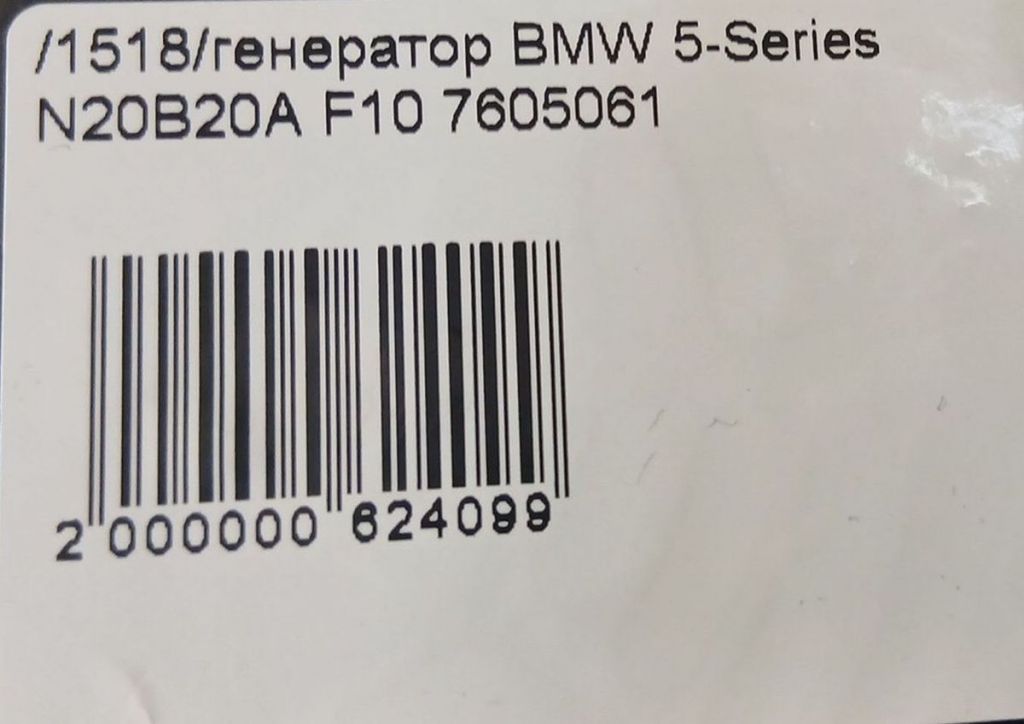 /1518/генератор BMW 5-Series
N20B20A F10 7605061
2 000000 624099